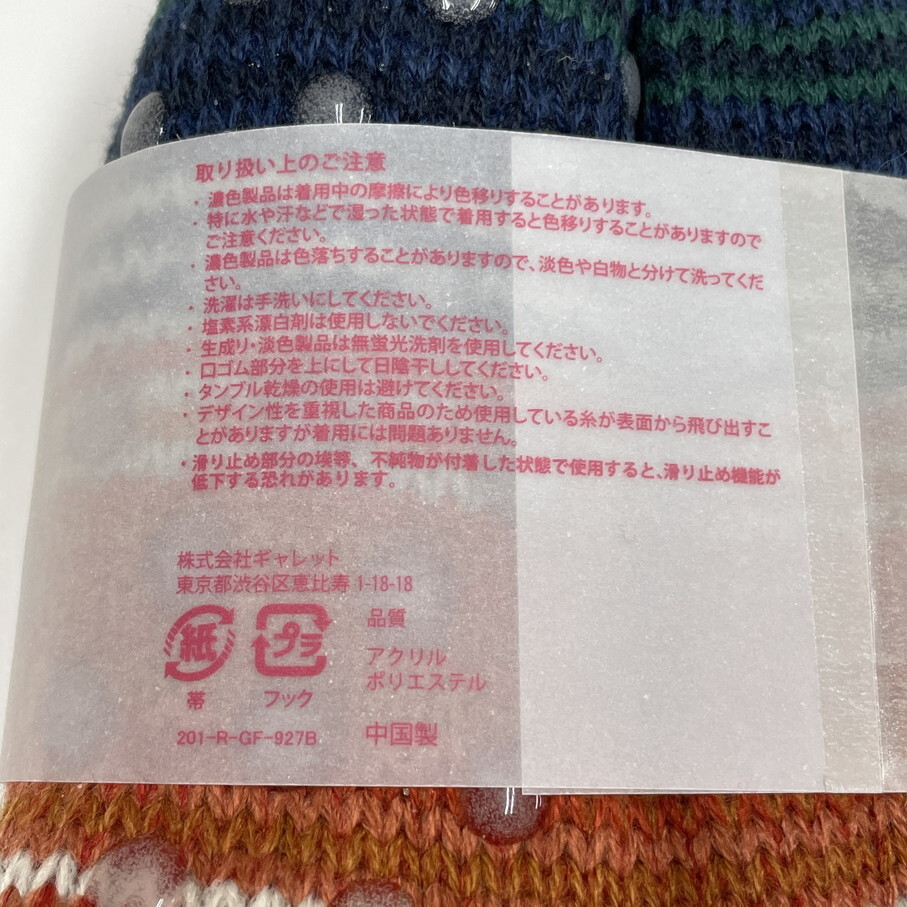 取り扱い上のご注意
・濃色製品は着用中の摩擦により色移りすることがあります。
・特に水や汗などで湿った状態で着用すると色移りすることがありますので
ご注意ください。
・濃色製品は色落ちすることがありますので、淡色や白物と分けて洗ってくだ
さい。
・洗濯は手洗いにしてください。
・塩素系漂白剤は使用しないでください。
・生成り・淡色製品は無蛍光洗剤を使用してください。
・口ゴム部分を上にして日陰干ししてください。
・タンブル乾燥の使用は避けてください。
・デザイン性を重視した商品のため使用している糸が表面から飛び出すこ
とがありますが着用には問題ありません。
・滑り止め部分の埃等、不純物が付着した状態で使用すると、滑り止め機能が
低下する恐れがあります。
株式会社ギャレット
東京都渋谷区恵比寿 1-18-18
紙 プラ 品質
アクリル
ポリエステル
帯 フック
201-R-GF-927B 中国製